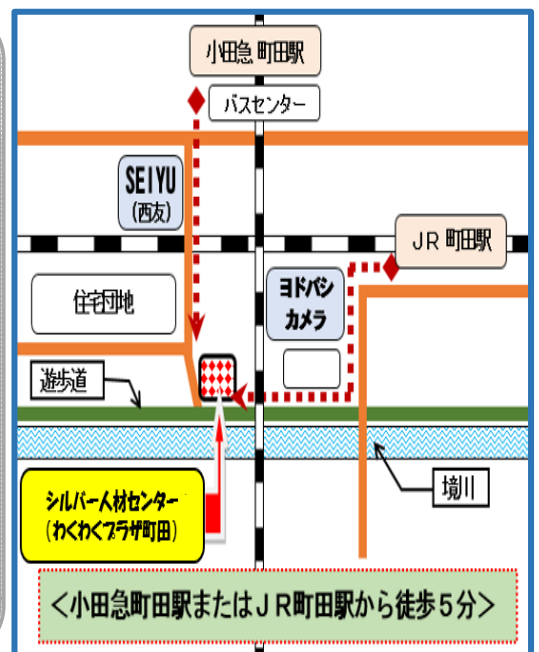 小田急 町田駅
バスセンター
SEIYU
(西友)
JR 町田駅
ヨドバシ
カメラ
住宅団地
遊歩道
境川
シルバー人材センター
(わくわくプラザ町田)
＜小田急町田駅またはＪＲ町田駅から徒歩５分＞